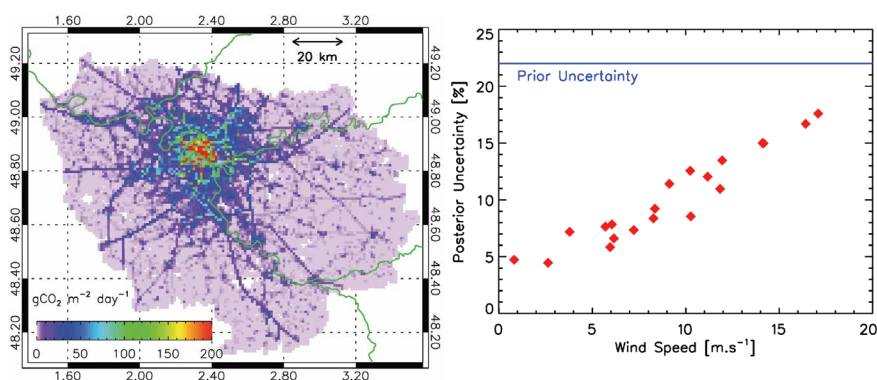 1.60 2.00 2.40 2.80 3.20
20 km
49.20 49.20
49.00 49.00
48.80 48.80
48.60 48.60
48.40 48.40
48.20 48.20
gCO2 m−2 day−1
0 50 100 150 200
1.60 2.00 2.40 2.80 3.20
25
20
15
10
5
0
Posterior Uncertainty [%]
Prior Uncertainty
0 5 10 15 20
Wind Speed [m.s−1]